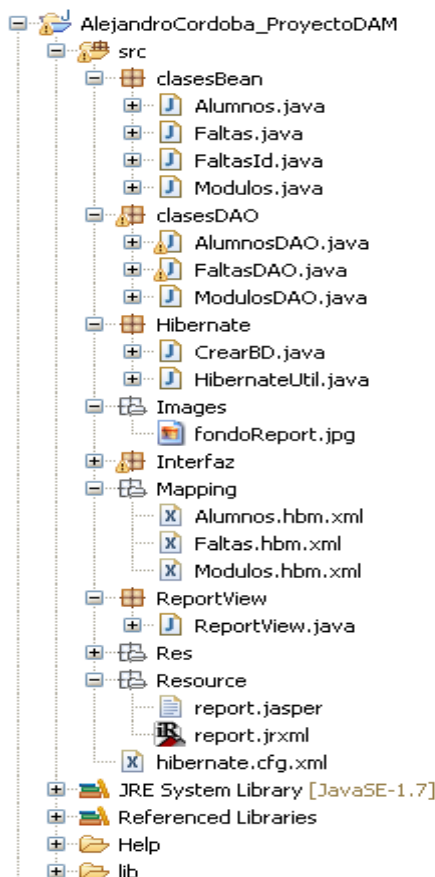 AlejandroCordoba_ProyectoDAM
src
clasesBean
Alumnos.java
Faltas.java
FaltasId.java
Modulos.java
clasesDAO
AlumnosDAO.java
FaltasDAO.java
ModulosDAO.java
Hibernate
CrearBD.java
HibernateUtil.java
Images
fondoReport.jpg
Interfaz
Mapping
Alumnos.hbm.xml
Faltas.hbm.xml
Modulos.hbm.xml
ReportView
ReportView.java
Res
Resource
report.jasper
report.jrxml
hibernate.cfg.xml
JRE System Library [JavaSE-1.7]
Referenced Libraries
Help
lib